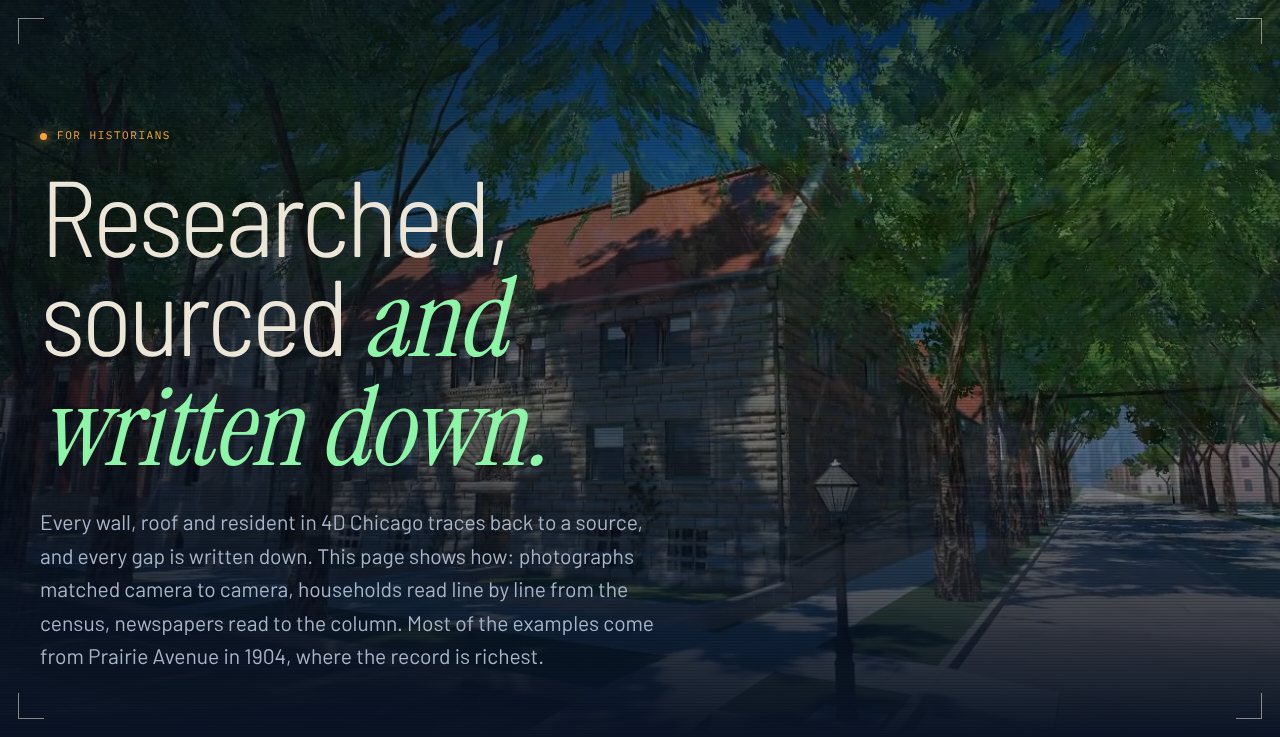 FOR HISTORIANS
Researched,
sourced and
written down.
Every wall, roof and resident in 4D Chicago traces back to a source,
and every gap is written down. This page shows how: photographs
matched camera to camera, households read line by line from the
census, newspapers read to the column. Most of the examples come
from Prairie Avenue in 1904, where the record is richest.